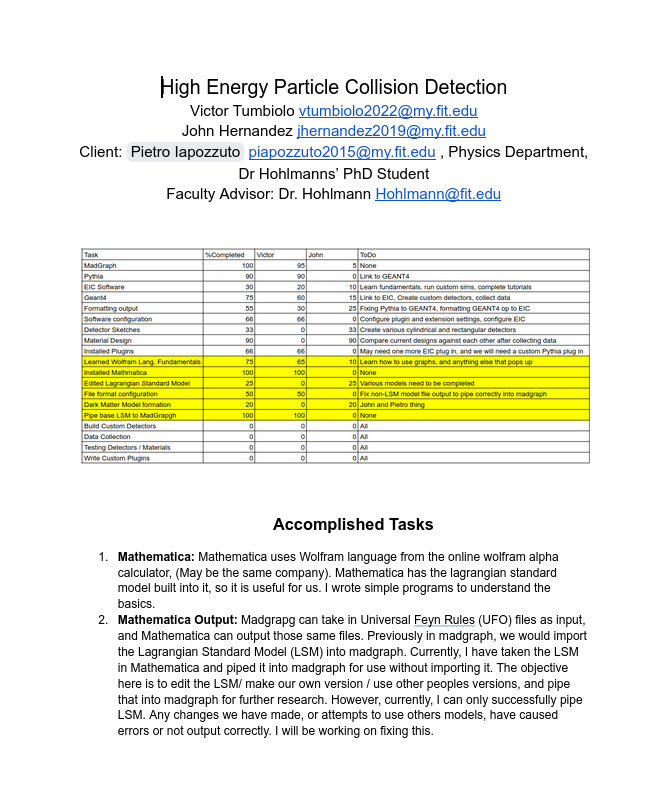 High Energy Particle Collision Detection
Victor Tumbiolo vtumbiolo2022@my.fit.edu
John Hernandez jhernandez2019@my.fit.edu
Client: Pietro Iapozzuto piapozzuto2015@my.fit.edu , Physics Department,
Dr Hohlmanns' PhD Student
Faculty Advisor: Dr. Hohlmann Hohlmann@fit.edu
Task %Completed Victor John ToDo
MadGraph 100 95 5 None
Pythia 90 90 0 Link to GEANT4
EIC Software 30 20 10 Learn fundamentals, run custom sims, complete tutorials
Geant4 75 60 15 Link to EIC, Create custom detectors, collect data
Formatting output 55 30 25 Fixing Pythia to GEANT4, formatting GEANT4 op to EIC
Software configuration 66 66 0 Configure plugin and extension settings, configure EIC
Detector Sketches 33 0 33 Create various cylindrical and rectangular detectors
Material Design 90 0 90 Compare current designs against each other after collecting data
Installed Plugins 66 66 0 May need one more EIC plug in, and we will need a custom Pythia plug in
Learned Wolfram Lang. Fundamentals 75 65 10 Learn how to use graphs, and anything else that pops up
Installed Mathmatica 100 100 0 None
Edited Lagrangian Standard Model 25 0 25 Various models need to be completed
File format configuration 50 50 0 Fix non-LSM model file output to pipe correctly into madgraph
Dark Matter Model formation 20 0 20 John and Pietro thing
Pipe base LSM to MadGrapgh 100 100 0 None
Build Custom Detectors 0 0 0 All
Data Collection 0 0 0 All
Testing Detectors / Materials 0 0 0 All
Write Custom Plugins 0 0 0 All
Accomplished Tasks
1. Mathematica: Mathematica uses Wolfram language from the online wolfram alpha
calculator, (May be the same company). Mathematica has the lagrangian standard
model built into it, so it is useful for us. I wrote simple programs to understand the
basics.
2. Mathematica Output: Madgrapg can take in Universal Feyn Rules (UFO) files as input,
and Mathematica can output those same files. Previously in madgraph, we would import
the Lagrangian Standard Model (LSM) into madgraph. Currently, I have taken the LSM
in Mathematica and piped it into madgraph for use without importing it. The objective
here is to edit the LSM/ make our own version / use other peoples versions, and pipe
that into madgraph for further research. However, currently, I can only successfully pipe
LSM. Any changes we have made, or attempts to use others models, have caused
errors or not output correctly. I will be working on fixing this.